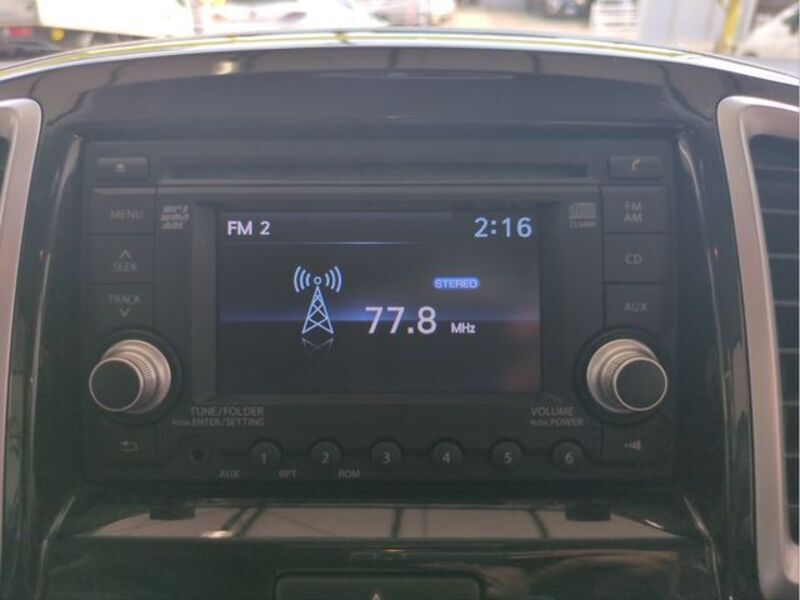 MENU
MP3
WMA
AAC
FM 2
2:16
FM
AM
SEEK
STEREO
CD
TRACK
77.8 MHz
AUX
TUNE/FOLDER
PUSH ENTER/SETTING
VOLUME
PUSH POWER
1 2 3 4 5 6
AUX RPT RDM